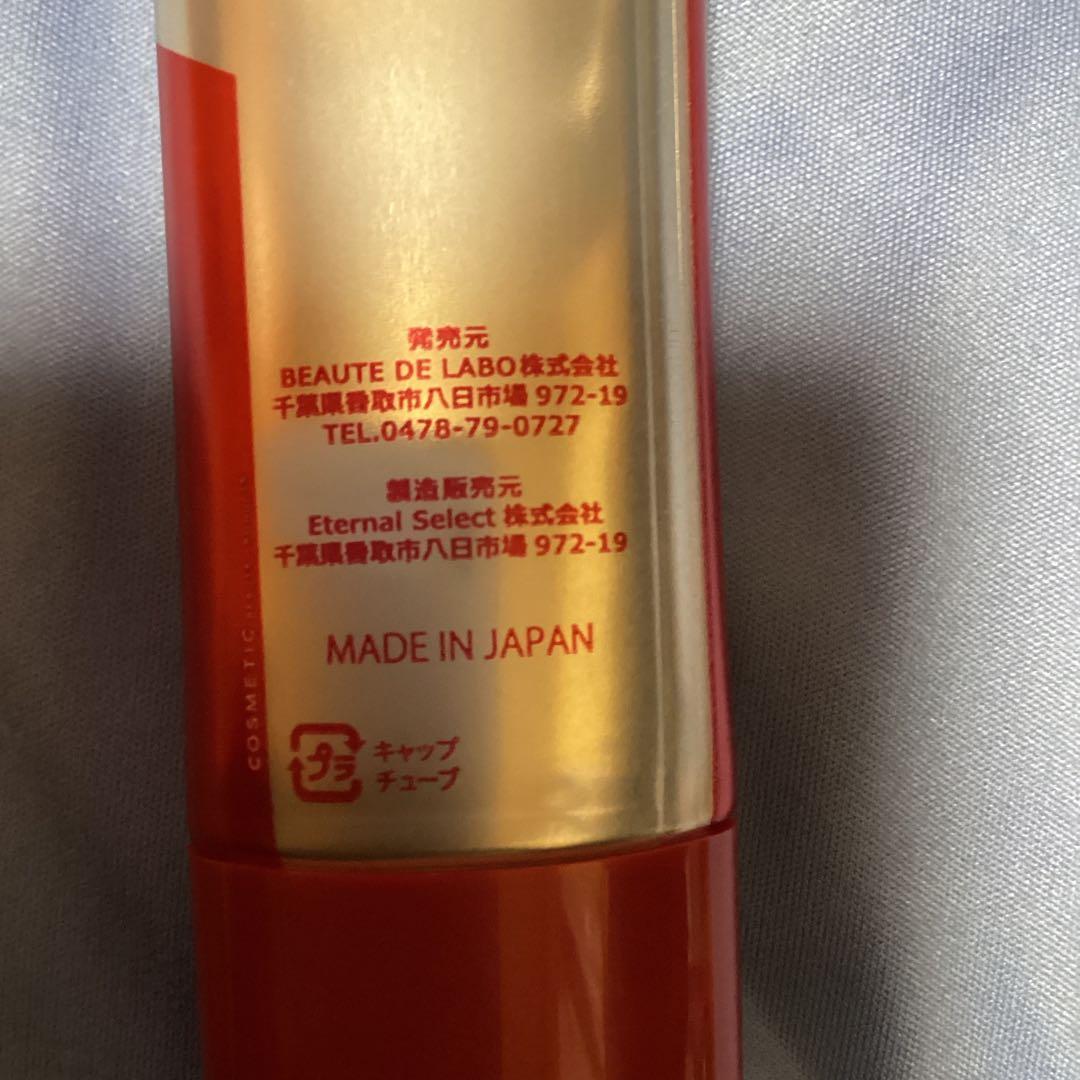 発売元
BEAUTE DE LABO株式会社
千葉県香取市八日市場 972-19
TEL.0478-79-0727
製造販売元
Eternal Select 株式会社
千葉県香取市八日市場 972-19
MADE IN JAPAN
プラ
キャップ
チューブ
COSMETIC